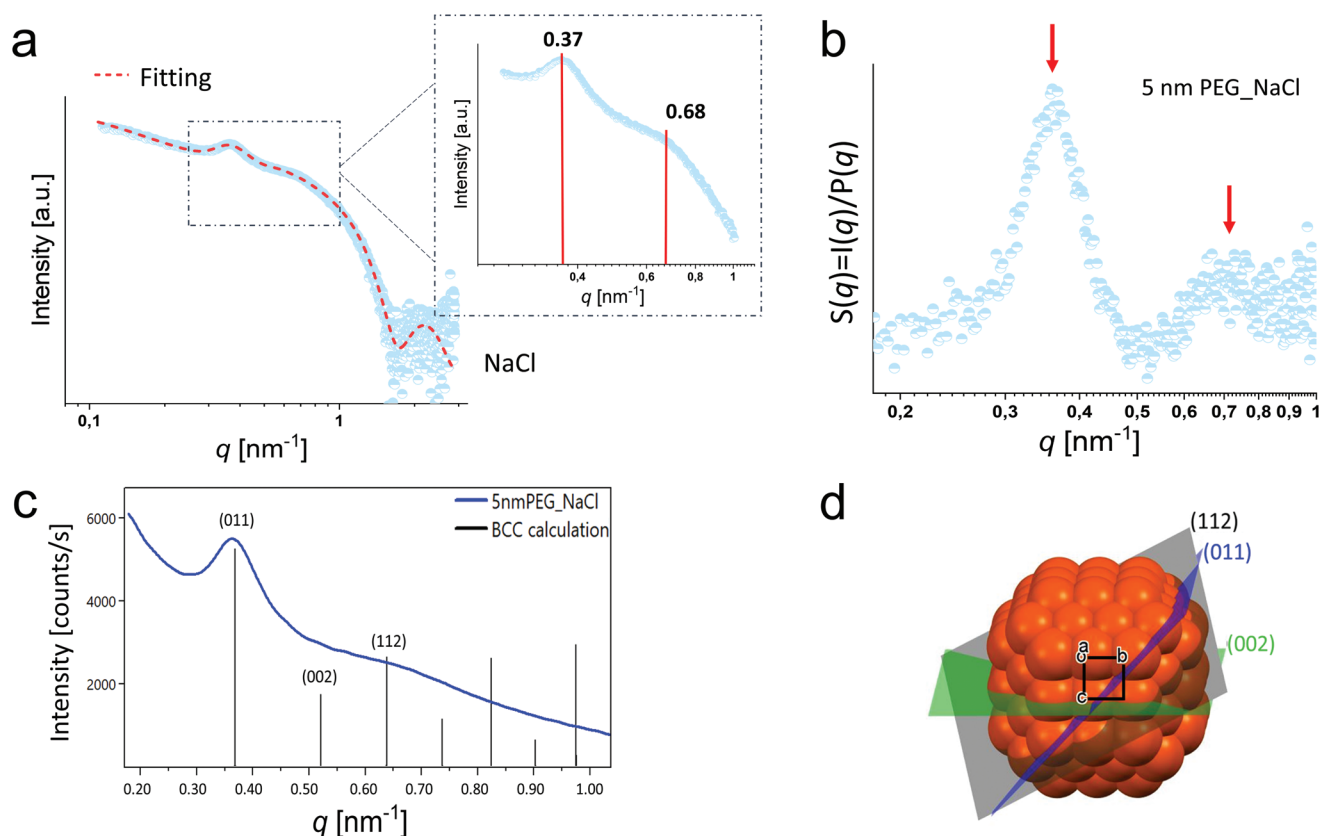 a
Fitting
Intensity [a.u.]
0,1
1
q [nm⁻¹]
NaCl
0.37
0.68
Intensity [a.u.]
0,4
0,6
0,8
1
q [nm⁻¹]
b
5 nm PEG_NaCl
S(q)=I(q)/P(q)
0,2
0,3
0,4
0,5
0,6
0,7
0,8
0,9
1
q [nm⁻¹]
c
5nmPEG_NaCl
BCC calculation
(011)
(002)
(112)
Intensity [counts/s]
6000
4000
2000
0.20
0.30
0.40
0.50
0.60
0.70
0.80
0.90
1.00
q [nm⁻¹]
d
(112)
(011)
(002)
a
b
c